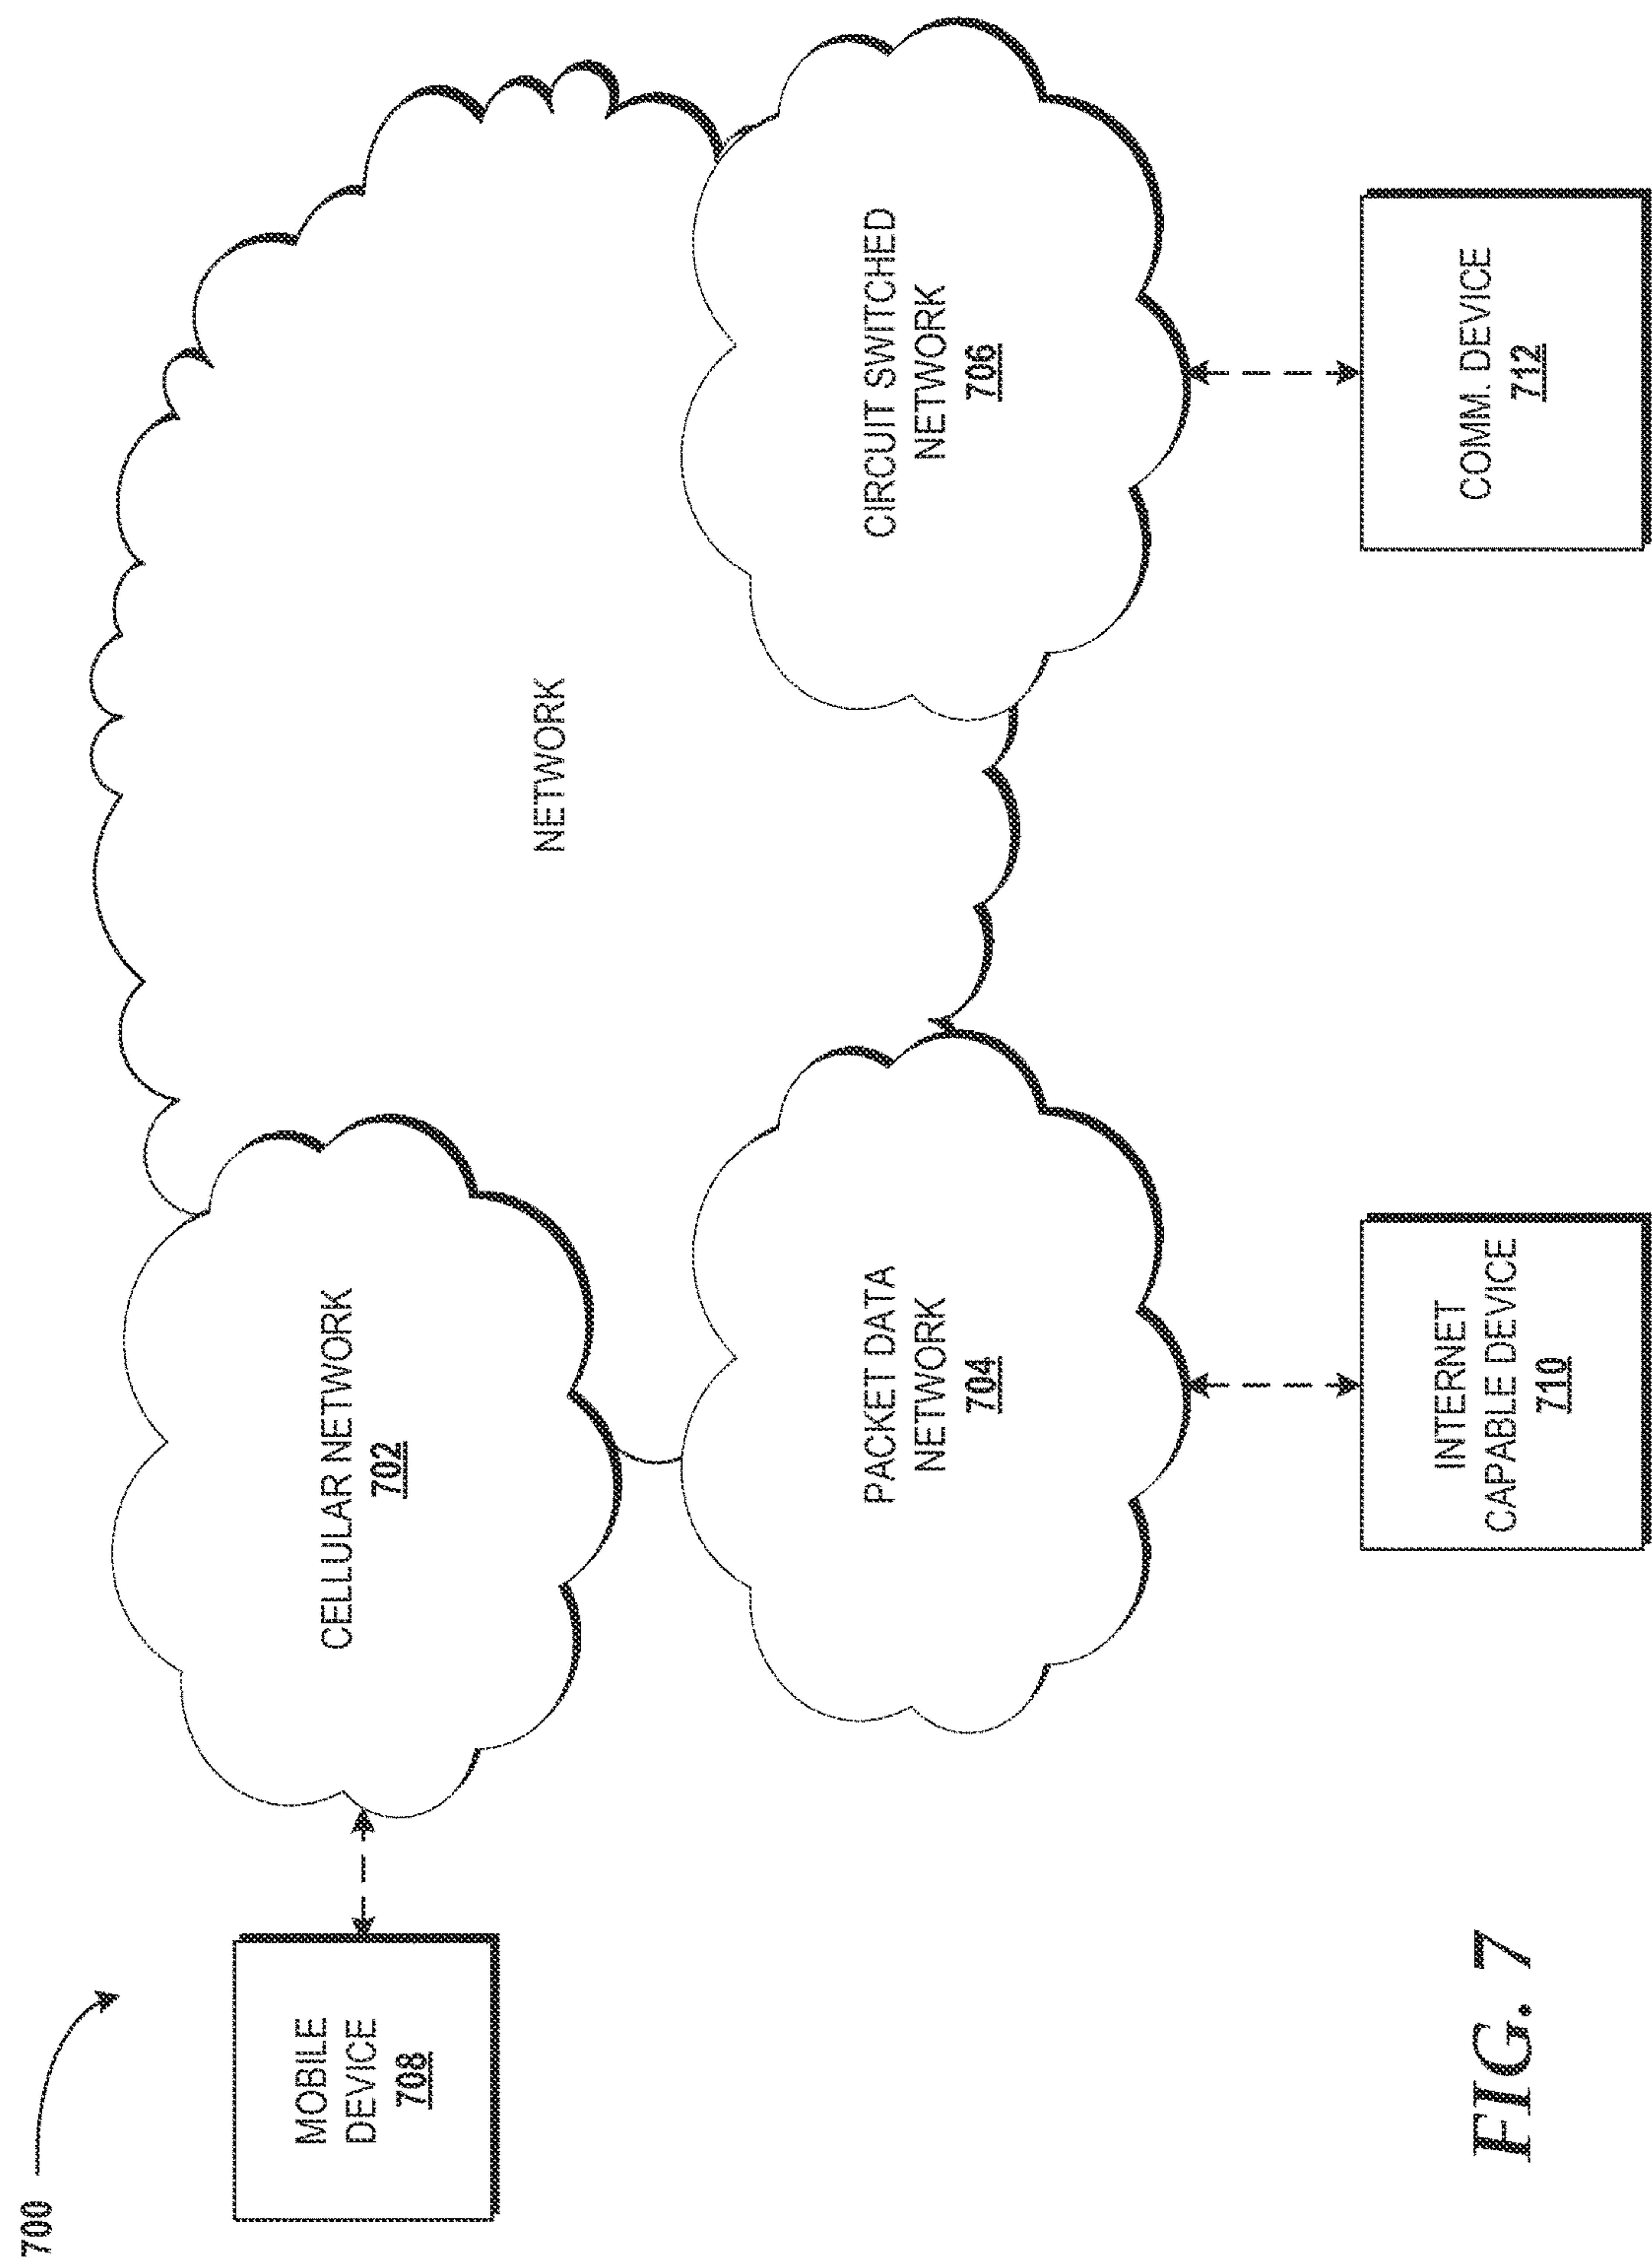 700
MOBILE
DEVICE
708
CELLULAR NETWORK
702
NETWORK
PACKET DATA
NETWORK
704
CIRCUIT SWITCHED
NETWORK
706
INTERNET
CAPABLE DEVICE
710
COMM. DEVICE
712
FIG. 7